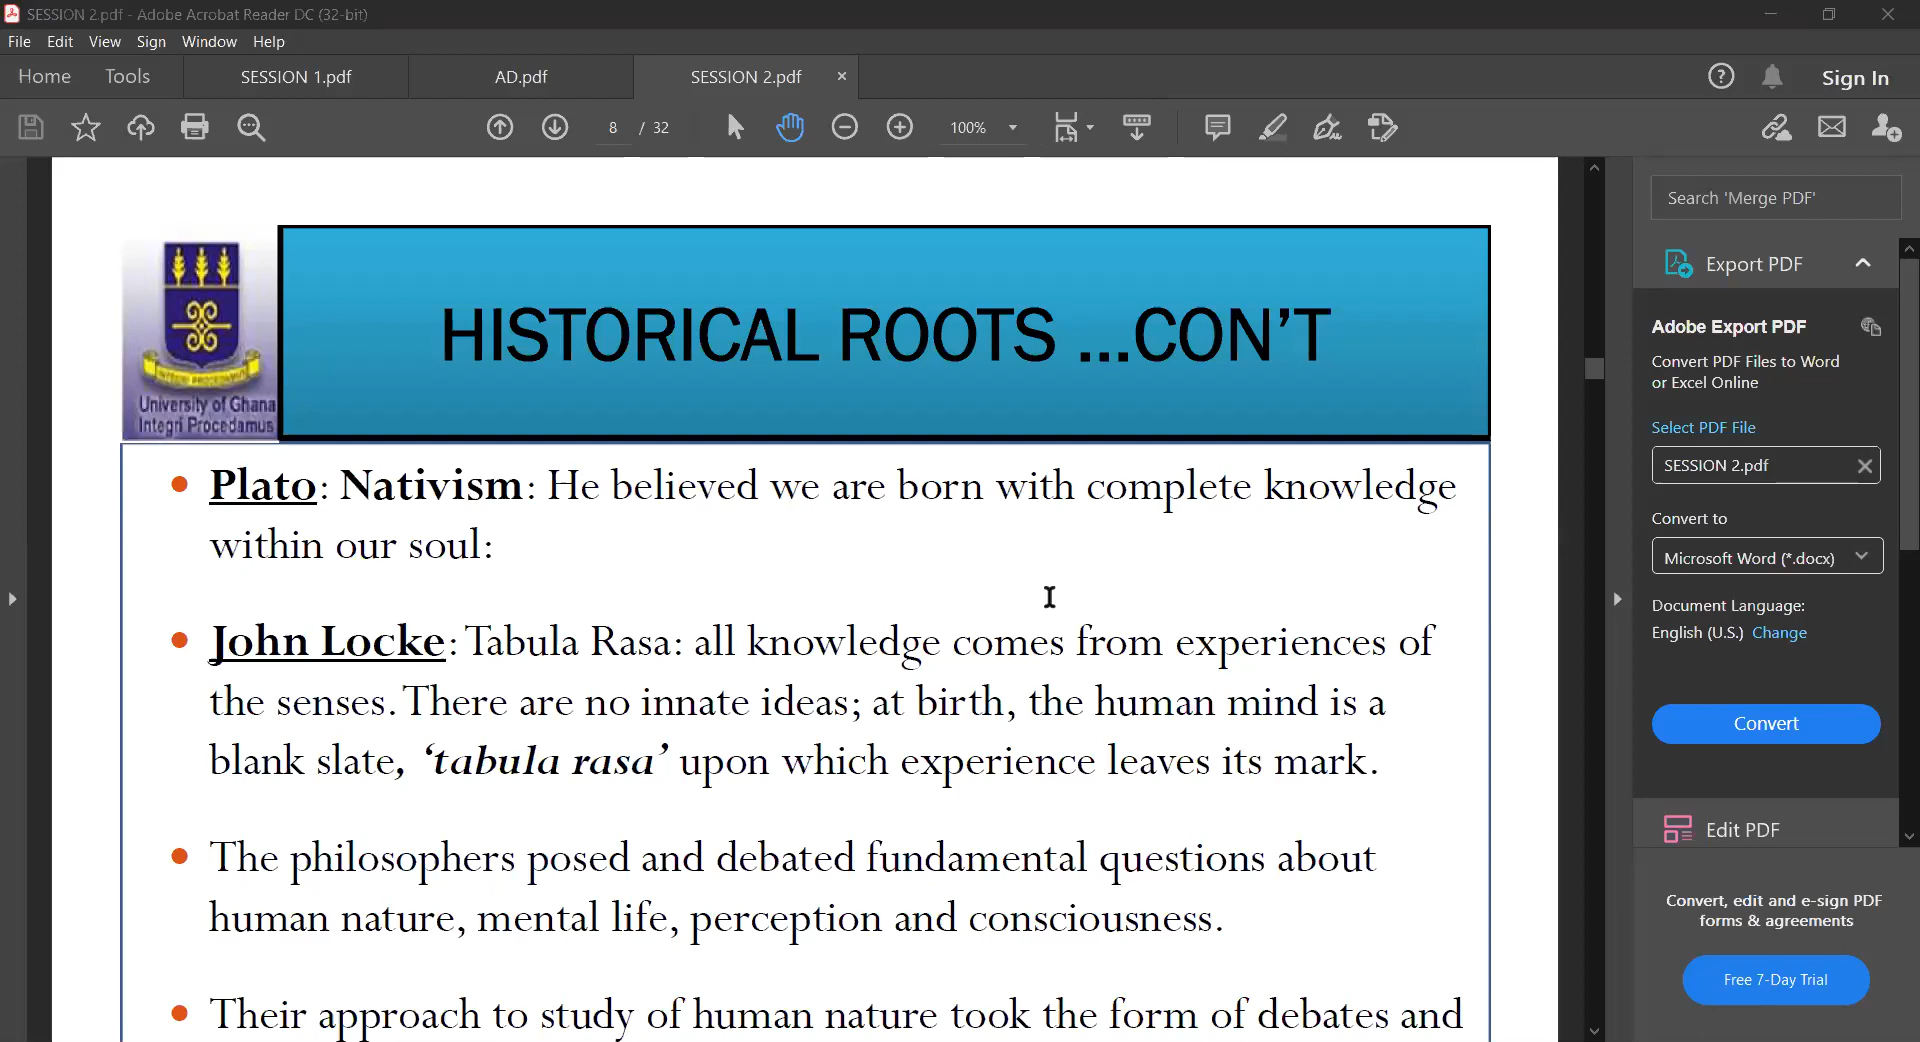 SESSION 2.pdf - Adobe Acrobat Reader DC (32-bit)
File Edit View Sign Window Help
Home Tools SESSION 1.pdf AD.pdf SESSION 2.pdf Sign In
8 / 32 100%
HISTORICAL ROOTS ...CON'T
University of Ghana
Integri Procedamus
• Plato: Nativism: He believed we are born with complete knowledge
within our soul:
• John Locke: Tabula Rasa: all knowledge comes from experiences of
the senses. There are no innate ideas; at birth, the human mind is a
blank slate, ‘tabula rasa’ upon which experience leaves its mark.
• The philosophers posed and debated fundamental questions about
human nature, mental life, perception and consciousness.
• Their approach to study of human nature took the form of debates and
Search 'Merge PDF'
Export PDF
Adobe Export PDF
Convert PDF Files to Word
or Excel Online
Select PDF File
SESSION 2.pdf
Convert to
Microsoft Word (*.docx)
Document Language:
English (U.S.) Change
Convert
Edit PDF
Convert, edit and e-sign PDF
forms & agreements
Free 7-Day Trial